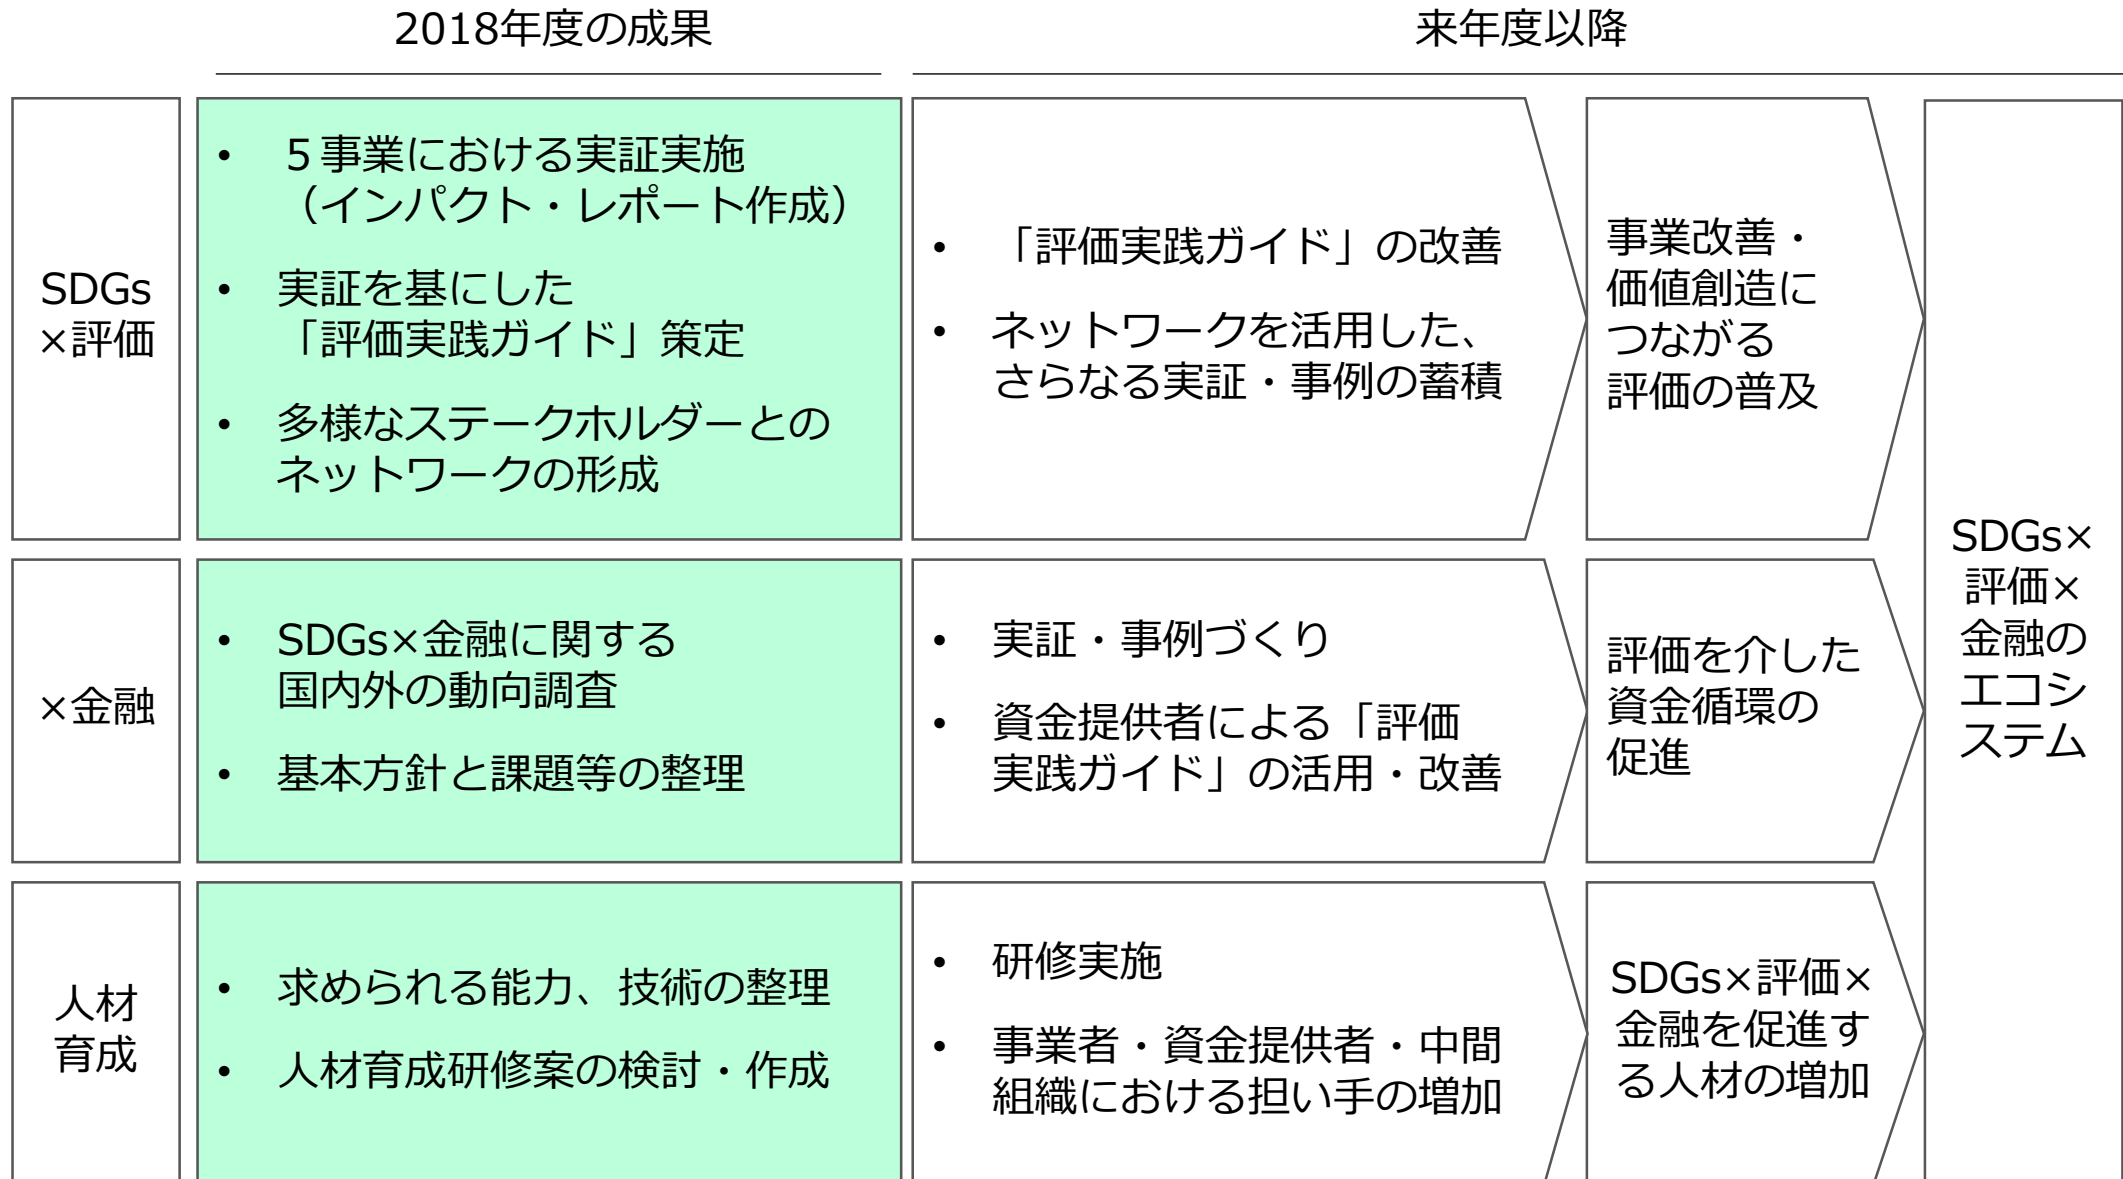 2018年度の成果
来年度以降
SDGs
×評価
• ５事業における実証実施
（インパクト・レポート作成）
• 実証を基にした
「評価実践ガイド」策定
• 多様なステークホルダーとの
ネットワークの形成
• 「評価実践ガイド」の改善
• ネットワークを活用した、
さらなる実証・事例の蓄積
事業改善・
価値創造に
つながる
評価の普及
×金融
• SDGs×金融に関する
国内外の動向調査
• 基本方針と課題等の整理
• 実証・事例づくり
• 資金提供者による「評価
実践ガイド」の活用・改善
評価を介した
資金循環の
促進
人材
育成
• 求められる能力、技術の整理
• 人材育成研修案の検討・作成
• 研修実施
• 事業者・資金提供者・中間
組織における担い手の増加
SDGs×評価×
金融を促進す
る人材の増加
SDGs×
評価×
金融の
エコシ
ステム